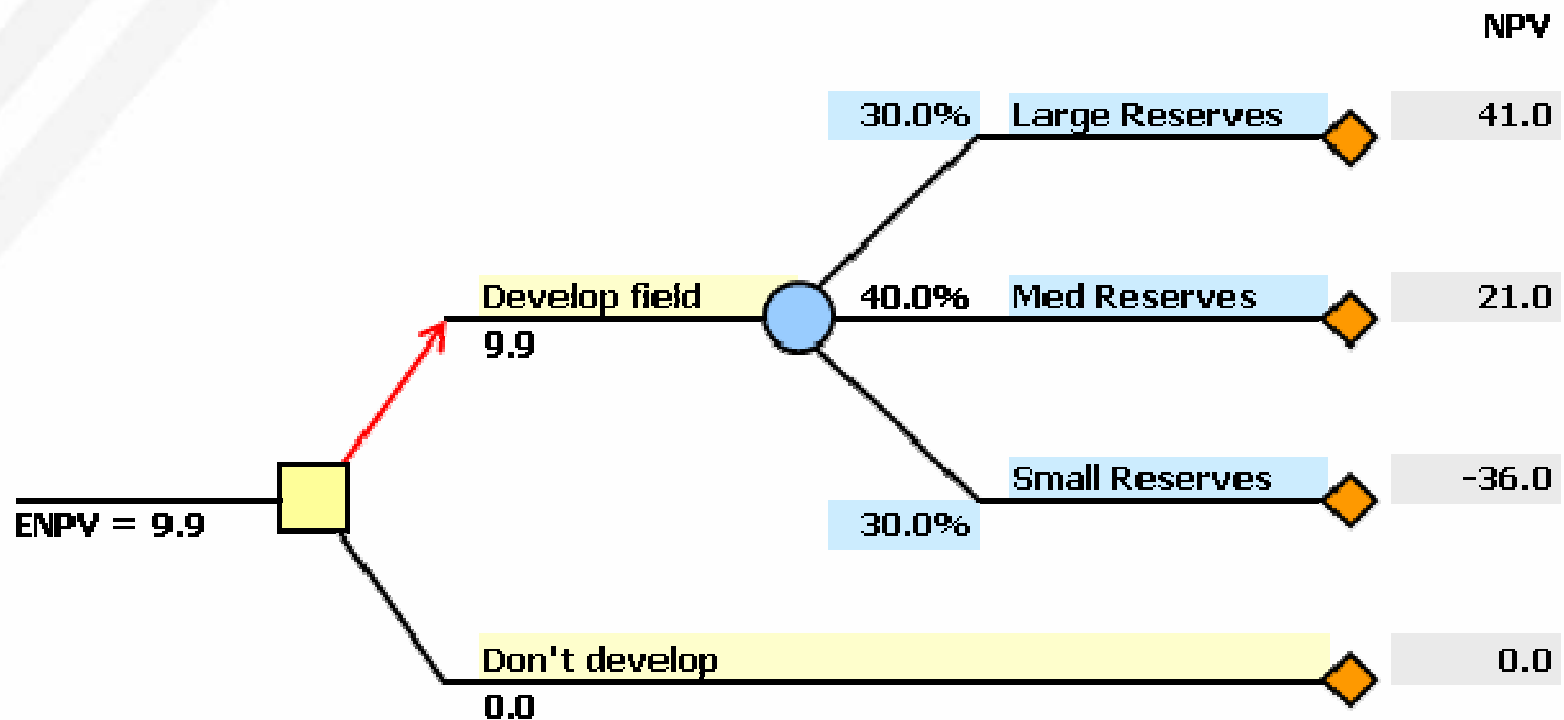 NPV
30.0% Large Reserves 41.0
Develop field 40.0% Med Reserves 21.0
9.9
Small Reserves -36.0
ENPV = 9.9 30.0%
Don't develop 0.0
0.0